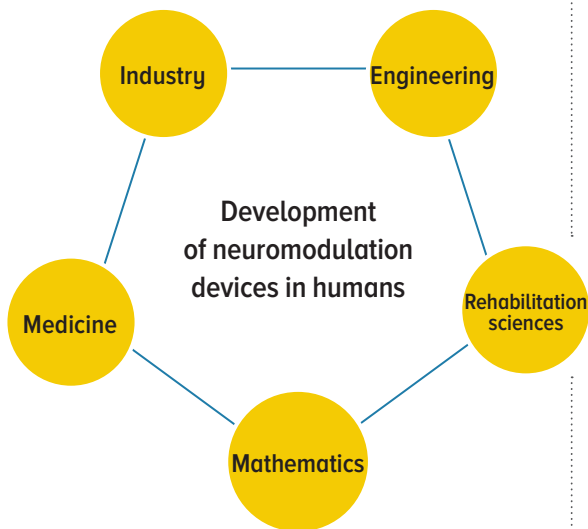 Industry
Engineering
Development
of neuromodulation
devices in humans
Medicine
Rehabilitation
sciences
Mathematics